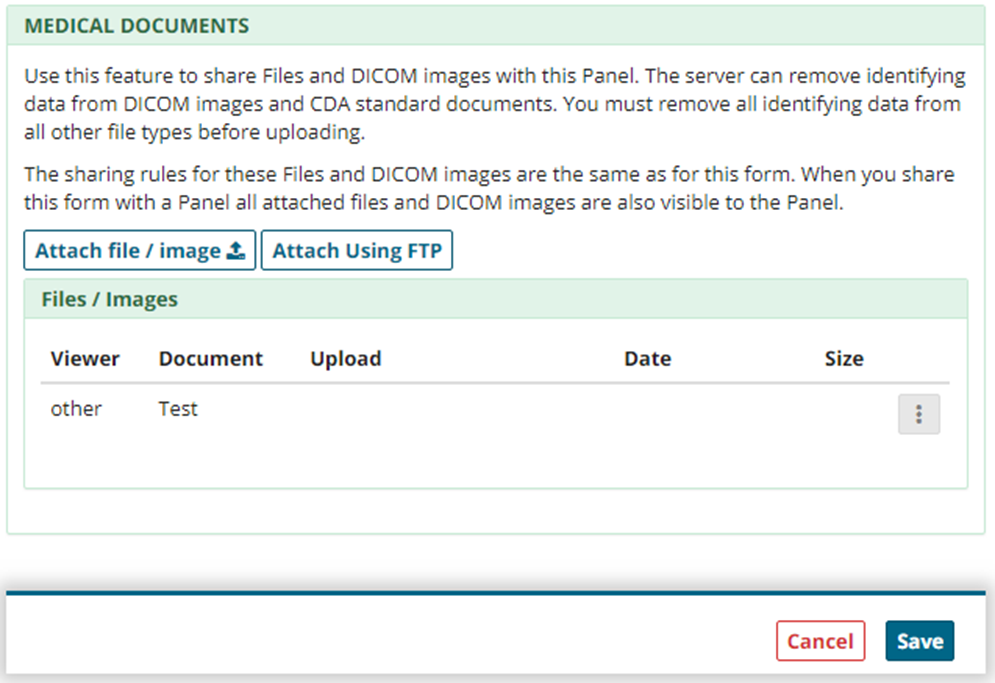 MEDICAL DOCUMENTS
Use this feature to share Files and DICOM images with this Panel. The server can remove identifying
data from DICOM images and CDA standard documents. You must remove all identifying data from
all other file types before uploading.
The sharing rules for these Files and DICOM images are the same as for this form. When you share
this form with a Panel all attached files and DICOM images are also visible to the Panel.
Attach file / image Attach Using FTP
Files / Images
Viewer Document Upload Date Size
other Test
Cancel Save